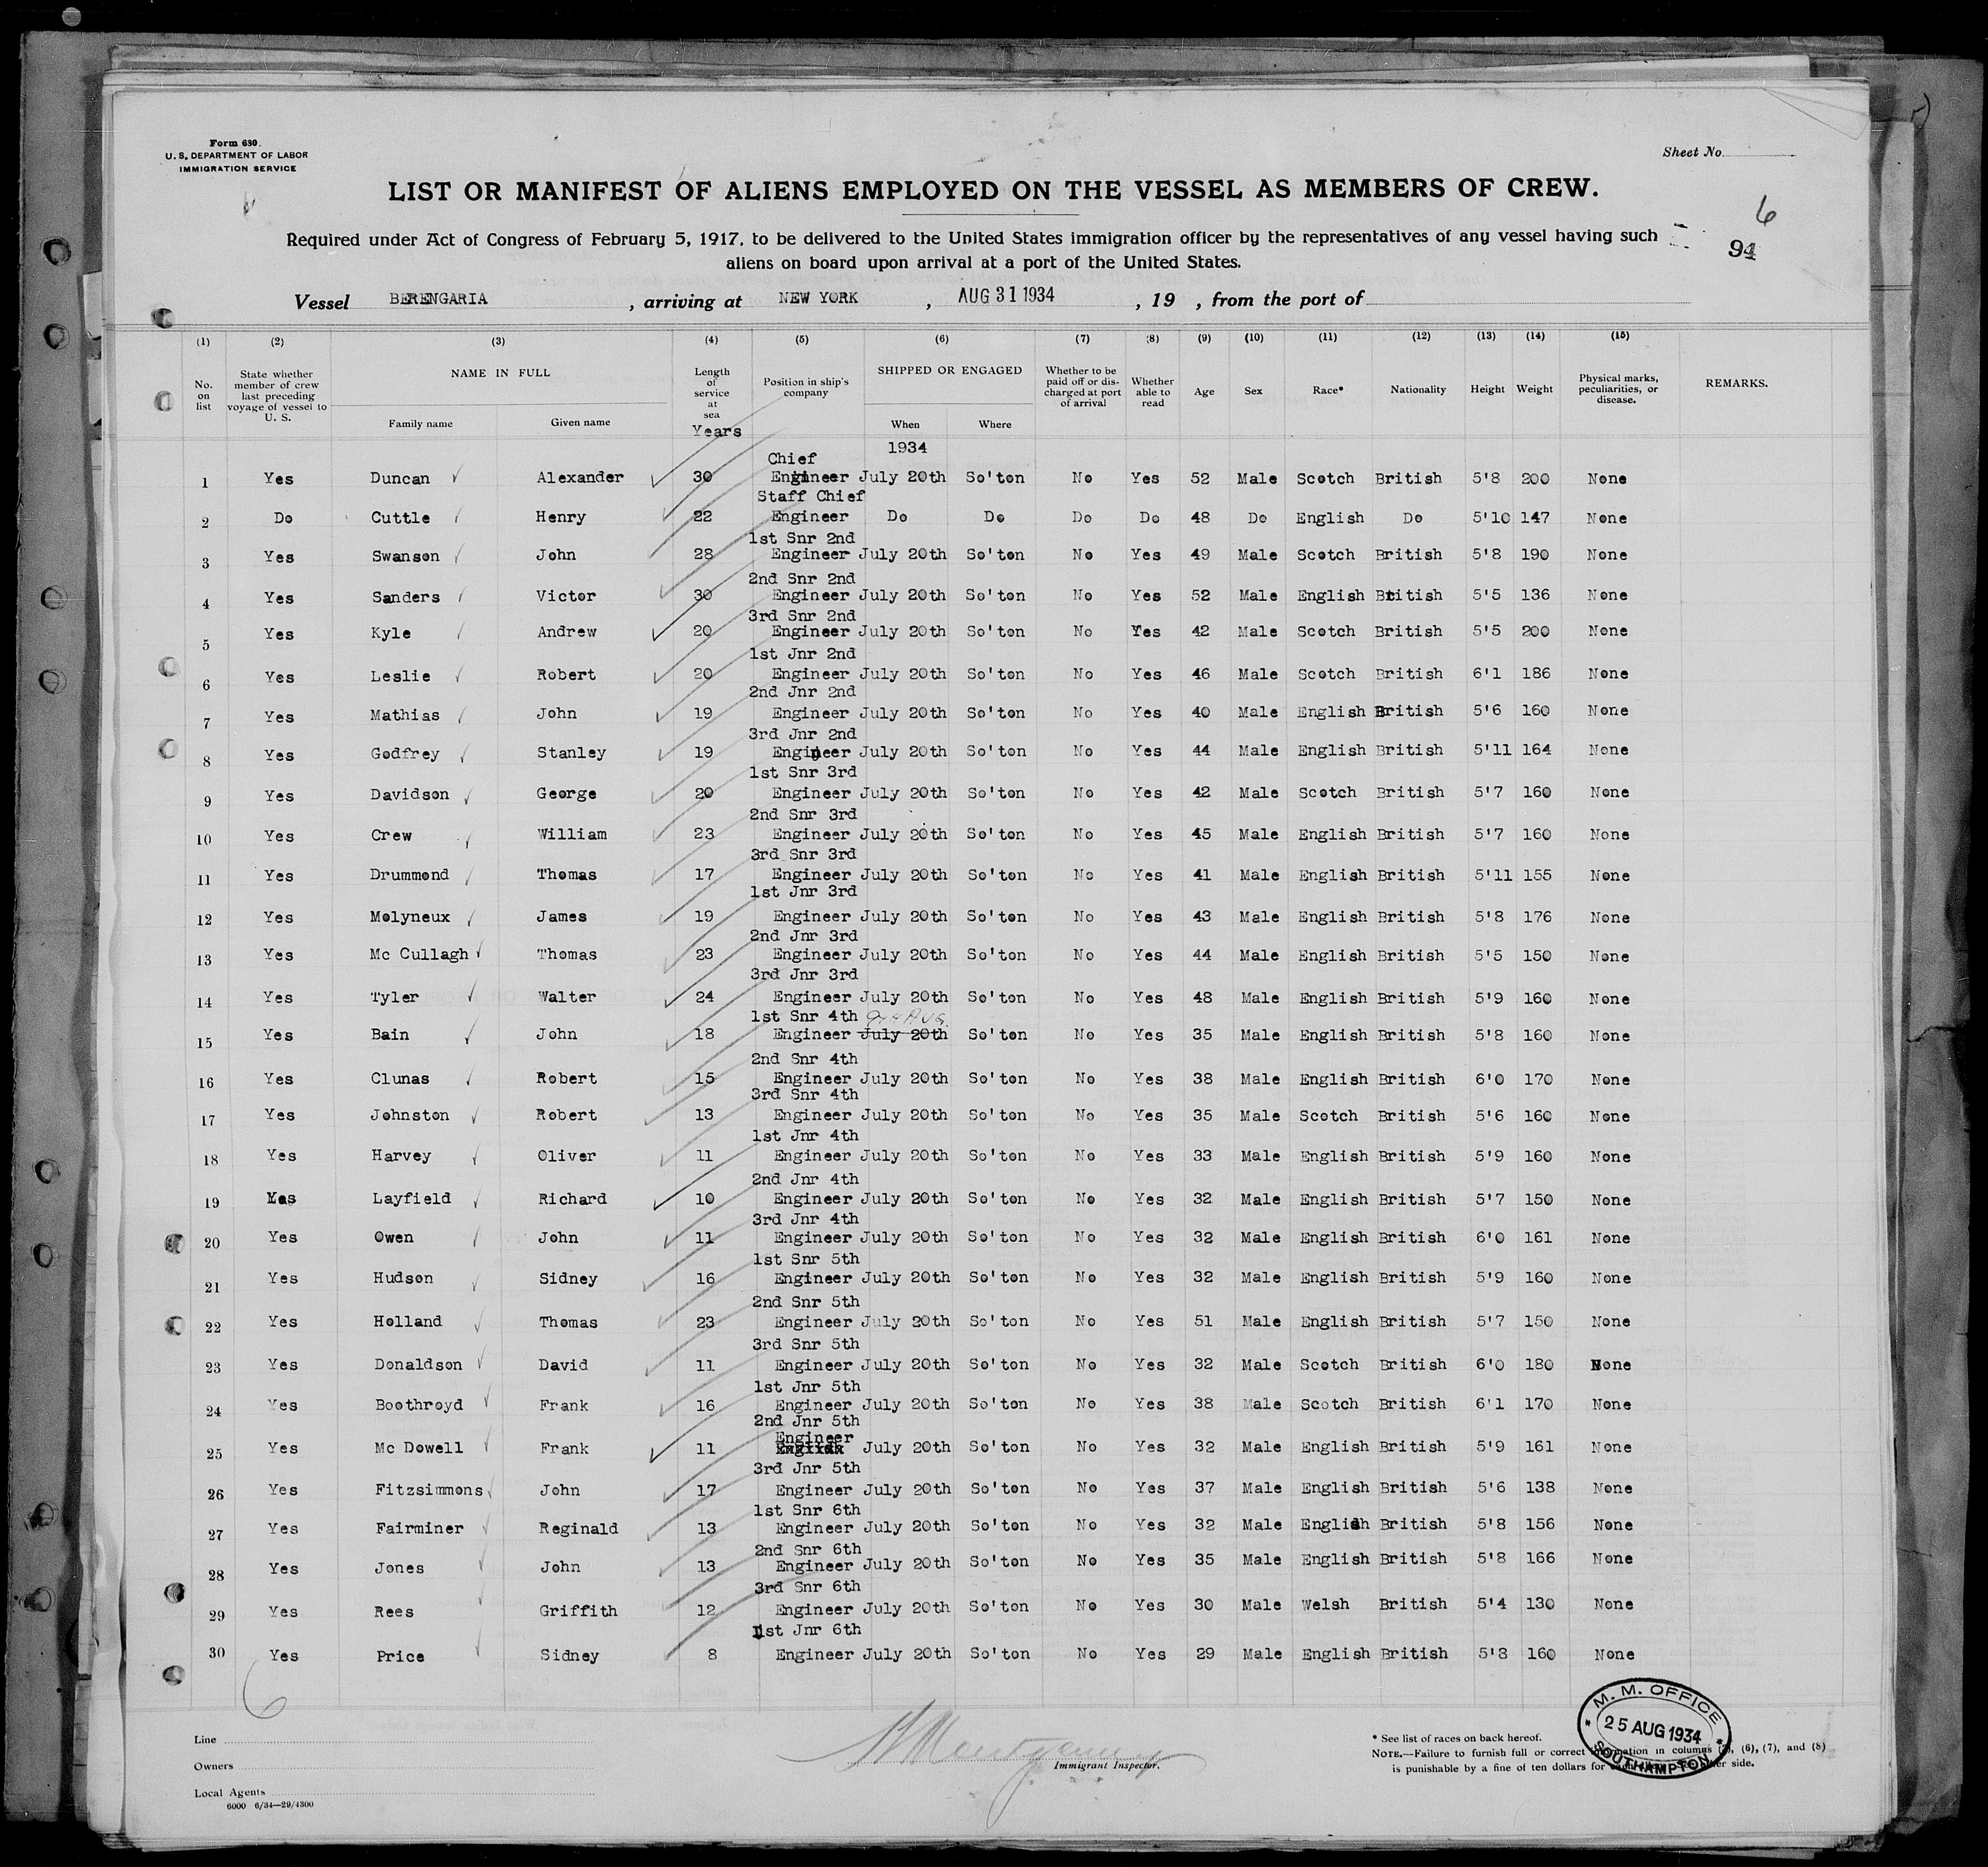 Form 630.
U. S. DEPARTMENT OF LABOR
IMMIGRATION SERVICE
Sheet No.
LIST OR MANIFEST OF ALIENS EMPLOYED ON THE VESSEL AS MEMBERS OF CREW.
6
Required under Act of Congress of February 5, 1917, to be delivered to the United States immigration officer by the representatives of any vessel having such
94
aliens on board upon arrival at a port of the United States.
Vessel BERENGARIA , arriving at NEW YORK , AUG 31 1934 , 19 , from the port of
(1) (2) (3) (4) (5) (6) (7) (8) (9) (10) (11) (12) (13) (14) (15)
No. on list State whether member of crew last preceding voyage of vessel to U. S. NAME IN FULL Family name Given name Length of service at sea Years Position in ship's company SHIPPED OR ENGAGED When Where Whether to be paid off or discharged at port of arrival Whether able to read Age Sex Race* Nationality Height Weight Physical marks, peculiarities, or disease. REMARKS.
1934
Chief
1 Yes Duncan Alexander 30 Engineer July 20th So'ton No Yes 52 Male Scotch British 5'8 200 None
Staff Chief
2 Do Cuttle Henry 22 Engineer Do Do Do Do 48 Do English Do 5'10 147 None
1st Snr 2nd
3 Yes Swanson John 28 Engineer July 20th So'ton No Yes 49 Male Scotch British 5'8 190 None
2nd Snr 2nd
4 Yes Sanders Victor 30 Engineer July 20th So'ton No Yes 52 Male English British 5'5 136 None
3rd Snr 2nd
5 Yes Kyle Andrew 20 Engineer July 20th So'ton No Yes 42 Male Scotch British 5'5 200 None
1st Jnr 2nd
6 Yes Leslie Robert 20 Engineer July 20th So'ton No Yes 46 Male Scotch British 6'1 186 None
2nd Jnr 2nd
7 Yes Mathias John 19 Engineer July 20th So'ton No Yes 40 Male English British 5'6 160 None
3rd Jnr 2nd
8 Yes Godfrey Stanley 19 Engineer July 20th So'ton No Yes 44 Male English British 5'11 164 None
1st Snr 3rd
9 Yes Davidson George 20 Engineer July 20th So'ton No Yes 42 Male Scotch British 5'7 160 None
2nd Snr 3rd
10 Yes Crew William 23 Engineer July 20th So'ton No Yes 45 Male English British 5'7 160 None
3rd Snr 3rd
11 Yes Drummond Thomas 17 Engineer July 20th So'ton No Yes 41 Male English British 5'11 155 None
1st Jnr 3rd
12 Yes Molyneux James 19 Engineer July 20th So'ton No Yes 43 Male English British 5'8 176 None
2nd Jnr 3rd
13 Yes Mc Cullagh Thomas 23 Engineer July 20th So'ton No Yes 44 Male English British 5'5 150 None
3rd Jnr 3rd
14 Yes Tyler Walter 24 Engineer July 20th So'ton No Yes 48 Male English British 5'9 160 None
1st Snr 4th 9TH AUG.
15 Yes Bain John 18 Engineer July 20th So'ton No Yes 35 Male English British 5'8 160 None
2nd Snr 4th
16 Yes Clunas Robert 15 Engineer July 20th So'ton No Yes 38 Male English British 6'0 170 None
3rd Snr 4th
17 Yes Johnston Robert 13 Engineer July 20th So'ton No Yes 35 Male Scotch British 5'6 160 None
1st Jnr 4th
18 Yes Harvey Oliver 11 Engineer July 20th So'ton No Yes 33 Male English British 5'9 160 None
2nd Jnr 4th
19 Yes Layfield Richard 10 Engineer July 20th So'ton No Yes 32 Male English British 5'7 150 None
3rd Jnr 4th
20 Yes Owen John 11 Engineer July 20th So'ton No Yes 32 Male English British 6'0 161 None
1st Snr 5th
21 Yes Hudson Sidney 16 Engineer July 20th So'ton No Yes 32 Male English British 5'9 160 None
2nd Snr 5th
22 Yes Holland Thomas 23 Engineer July 20th So'ton No Yes 51 Male English British 5'7 150 None
3rd Snr 5th
23 Yes Donaldson David 11 Engineer July 20th So'ton No Yes 32 Male Scotch British 6'0 180 None
1st Jnr 5th
24 Yes Boothroyd Frank 16 Engineer July 20th So'ton No Yes 38 Male Scotch British 6'1 170 None
2nd Jnr 5th
25 Yes Mc Dowell Frank 11 Engineer July 20th So'ton No Yes 32 Male English British 5'9 161 None
3rd Jnr 5th
26 Yes Fitzsimmons John 17 Engineer July 20th So'ton No Yes 37 Male English British 5'6 138 None
1st Snr 6th
27 Yes Fairminer Reginald 13 Engineer July 20th So'ton No Yes 32 Male English British 5'8 156 None
2nd Snr 6th
28 Yes Jones John 13 Engineer July 20th So'ton No Yes 35 Male English British 5'8 166 None
3rd Snr 6th
29 Yes Rees Griffith 12 Engineer July 20th So'ton No Yes 30 Male Welsh British 5'4 130 None
1st Jnr 6th
30 Yes Price Sidney 8 Engineer July 20th So'ton No Yes 29 Male English British 5'8 160 None
6
M. M. OFFICE
25 AUG 1934
SOUTHAMPTON
Line
Owners
Local Agents
6000 6/34—29/4300
Immigrant Inspector.
* See list of races on back hereof.
NOTE.—Failure to furnish full or correct information in columns (6), (7), and (8)
is punishable by a fine of ten dollars for side.